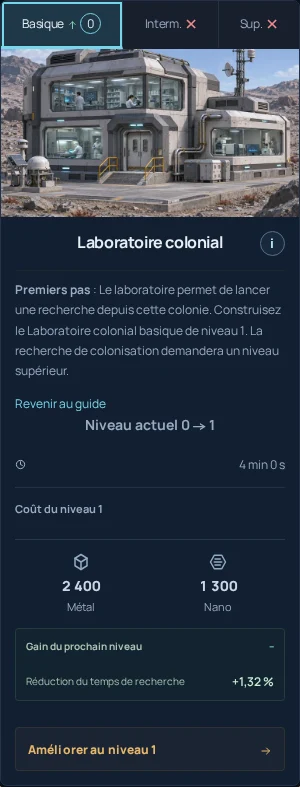 Basique ↑ 0 Interm. ✕ Sup. ✕
Laboratoire colonial i
Premiers pas : Le laboratoire permet de lancer
une recherche depuis cette colonie. Construisez
le Laboratoire colonial basique de niveau 1. La
recherche de colonisation demandera un niveau
supérieur.
Revenir au guide
Niveau actuel 0 → 1
4 min 0 s
Coût du niveau 1
2 400 1 300
Métal Nano
Gain du prochain niveau –
Réduction du temps de recherche +1,32 %
Améliorer au niveau 1 →